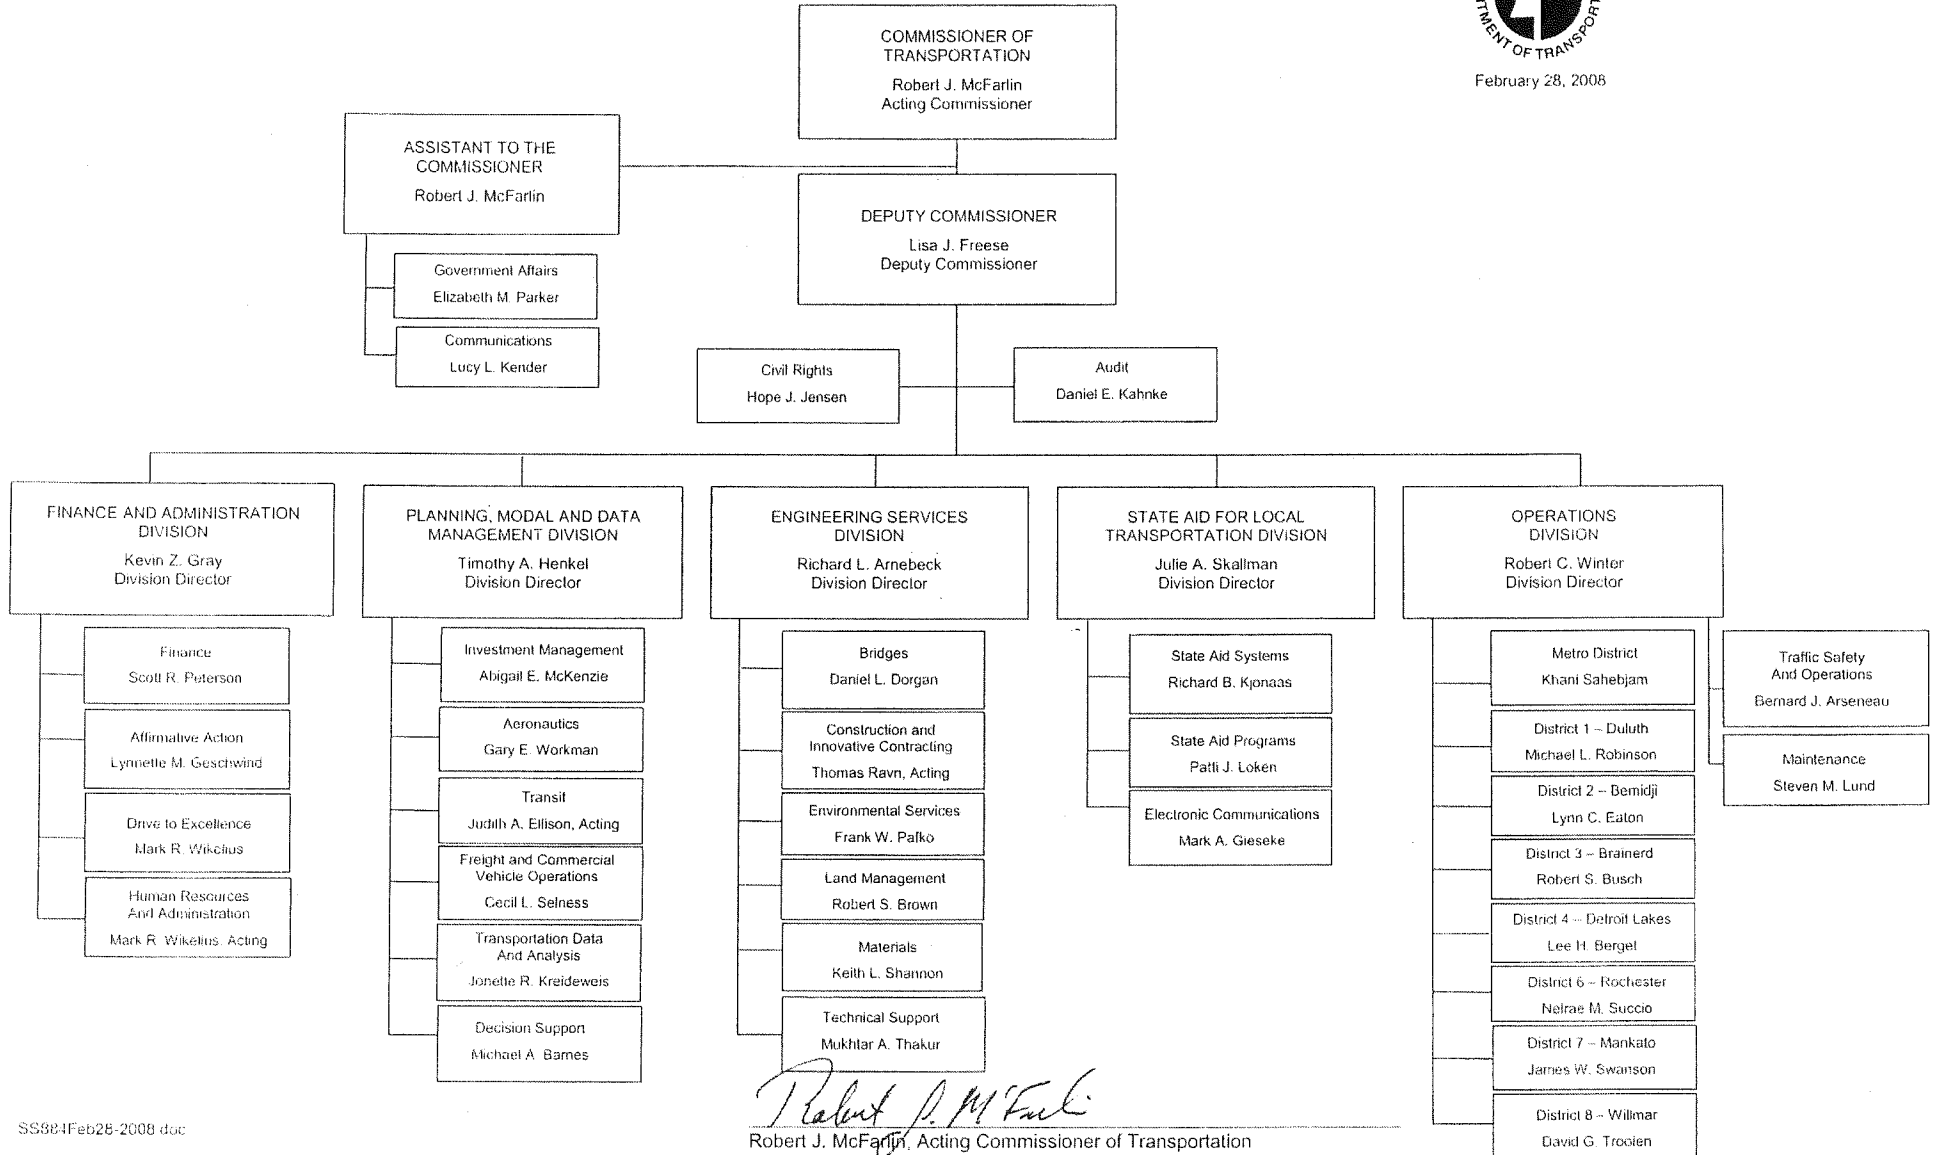 COMMISSIONER OF
TRANSPORTATION
Robert J. McFarlin
Acting Commissioner
TMENT OF TRANSPORT
February 28, 2008
ASSISTANT TO THE
COMMISSIONER
Robert J. McFarlin
DEPUTY COMMISSIONER
Lisa J. Freese
Deputy Commissioner
Government Affairs
Elizabeth M. Parker
Communications
Lucy L. Kender
Civil Rights
Hope J. Jensen
Audit
Daniel E. Kahnke
FINANCE AND ADMINISTRATION
DIVISION
Kevin Z. Gray
Division Director
Finance
Scott R. Peterson
Affirmative Action
Lynnette M. Geschwind
Drive to Excellence
Mark R. Wikelius
Human Resources
And Administration
Mark R. Wikelius, Acting
PLANNING, MODAL AND DATA
MANAGEMENT DIVISION
Timothy A. Henkel
Division Director
Investment Management
Abigail E. McKenzie
Aeronautics
Gary E. Workman
Transit
Judith A. Ellison, Acting
Freight and Commercial
Vehicle Operations
Cecil L. Selness
Transportation Data
And Analysis
Jonette R. Kreideweis
Decision Support
Michael A. Barnes
ENGINEERING SERVICES
DIVISION
Richard L. Arnebeck
Division Director
Bridges
Daniel L. Dorgan
Construction and
Innovative Contracting
Thomas Ravn, Acting
Environmental Services
Frank W. Pafko
Land Management
Robert S. Brown
Materials
Keith L. Shannon
Technical Support
Mukhtar A. Thakur
STATE AID FOR LOCAL
TRANSPORTATION DIVISION
Julie A. Skallman
Division Director
State Aid Systems
Richard B. Kjonaas
State Aid Programs
Patti J. Loken
Electronic Communications
Mark A. Gieseke
OPERATIONS
DIVISION
Robert C. Winter
Division Director
Metro District
Khani Sahebjam
District 1 – Duluth
Michael L. Robinson
District 2 – Bemidji
Lynn C. Eaton
District 3 – Brainerd
Robert S. Busch
District 4 – Detroit Lakes
Lee H. Berget
District 6 – Rochester
Nelrae M. Succio
District 7 – Mankato
James W. Swanson
District 8 – Willmar
David G. Trooien
Traffic Safety
And Operations
Bernard J. Arseneau
Maintenance
Steven M. Lund
Robert J. McFarlin
Robert J. McFarlin, Acting Commissioner of Transportation
SS884Feb28-2008.doc